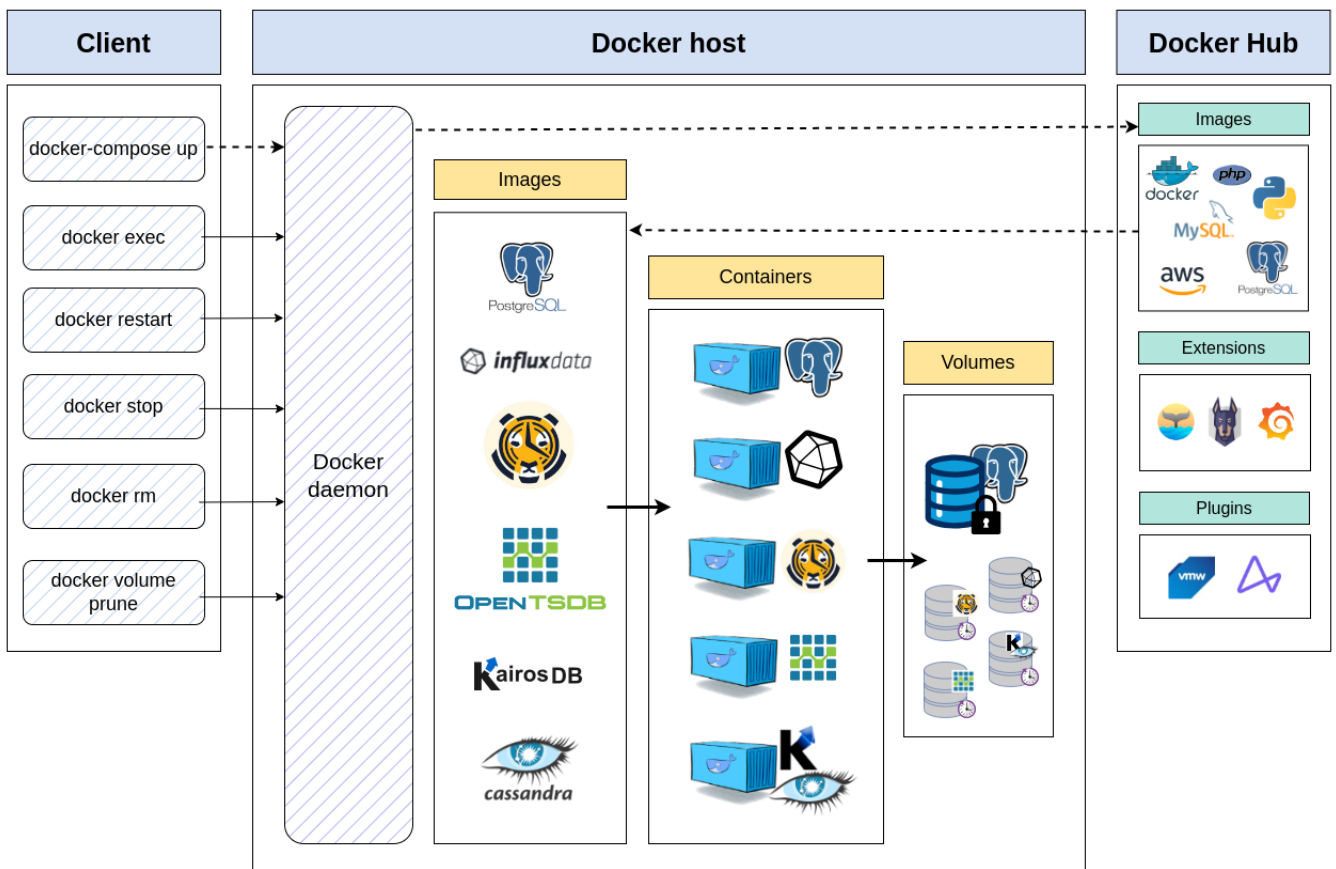 Client
docker-compose up
docker exec
docker restart
docker stop
docker rm
docker volume
prune
Docker host
Docker
daemon
Images
PostgreSQL
influxdata
OPENTSDB
KairosDB
cassandra
Containers
K
Volumes
K
Docker Hub
Images
docker
php
MySQL
aws
PostgreSQL
Extensions
Plugins
vmw